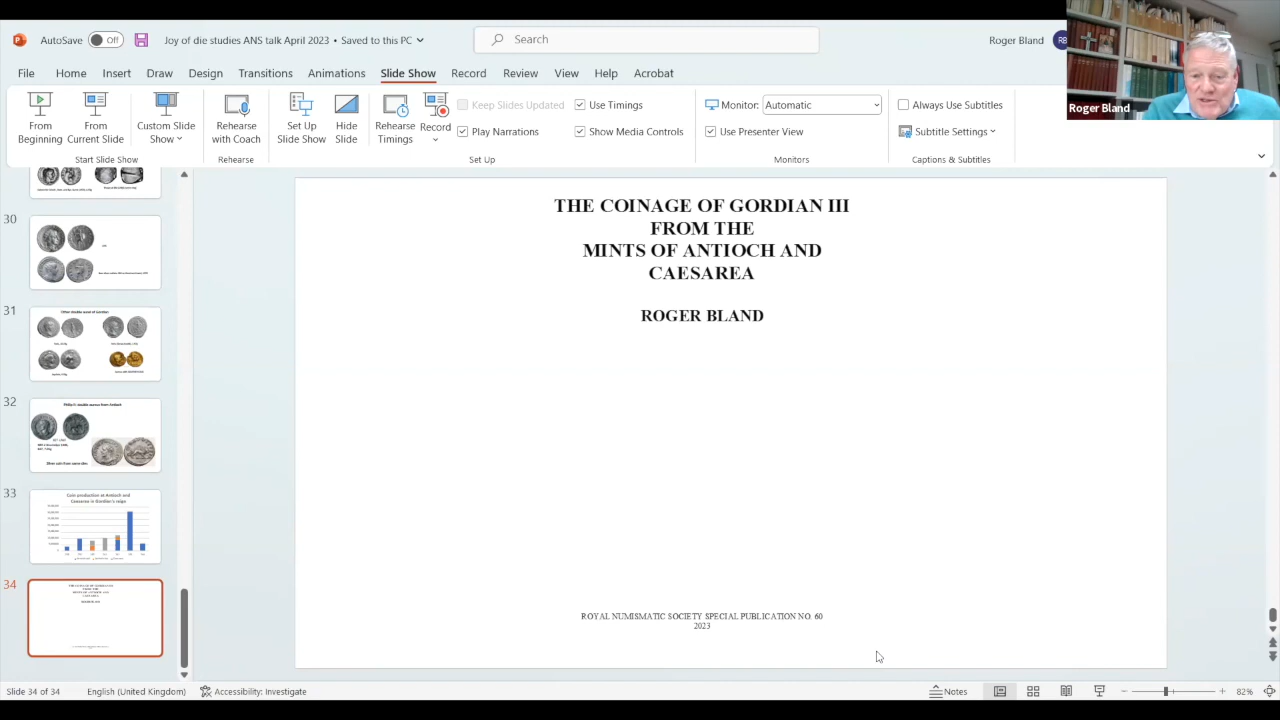 AutoSave
Off
Joy of die studies ANS talk April 2023 • Saved to this PC
Search
Roger Bland
RB
Roger Bland
File
Home
Insert
Draw
Design
Transitions
Animations
Slide Show
Record
Review
View
Help
Acrobat
From Beginning
From Current Slide
Custom Slide Show
Start Slide Show
Rehearse with Coach
Rehearse
Set Up Slide Show
Hide Slide
Rehearse Timings
Record
Keep Slides Updated
Use Timings
Play Narrations
Show Media Controls
Set Up
Monitor:
Automatic
Use Presenter View
Monitors
Always Use Subtitles
Subtitle Settings
Captions & Subtitles
30
31
32
Philip II: double aureus from Antioch
Silver coin from same dies
33
Coin production at Antioch and
Caesarea in Gordian's reign
34
THE COINAGE OF GORDIAN III
FROM THE
MINTS OF ANTIOCH AND
CAESAREA
ROGER BLAND
ROYAL NUMISMATIC SOCIETY SPECIAL PUBLICATION NO. 60
2023
Slide 34 of 34
English (United Kingdom)
Accessibility: Investigate
Notes
82%